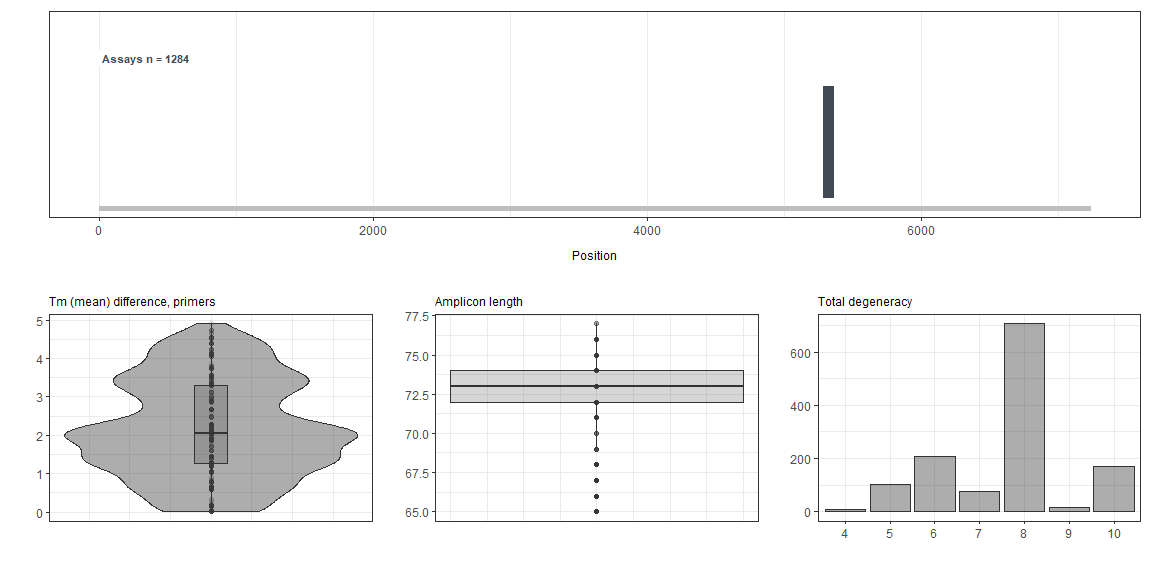 Assays n = 1284
0 2000 4000 6000
Position
Tm (mean) difference, primers
5
4
3
2
1
0
Amplicon length
77.5
75.0
72.5
70.0
67.5
65.0
Total degeneracy
600
400
200
0
4 5 6 7 8 9 10